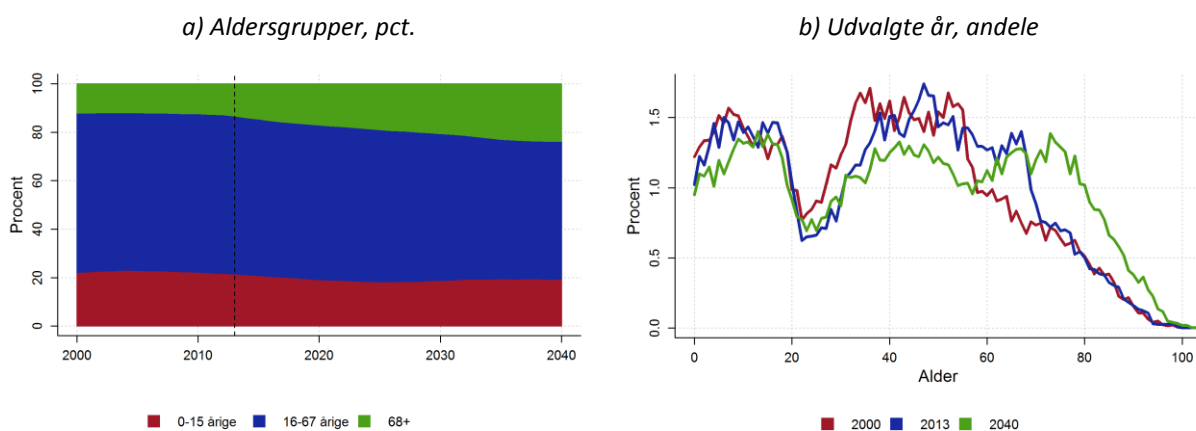 a) Aldersgrupper, pct.
Procent
100
80
60
40
20
0
2000 2010 2020 2030 2040
0-15 årige 16-67 årige 68+
b) Udvalgte år, andele
Procent
1.5
1.0
0.5
0.0
0 20 40 60 80 100
Alder
2000 2013 2040